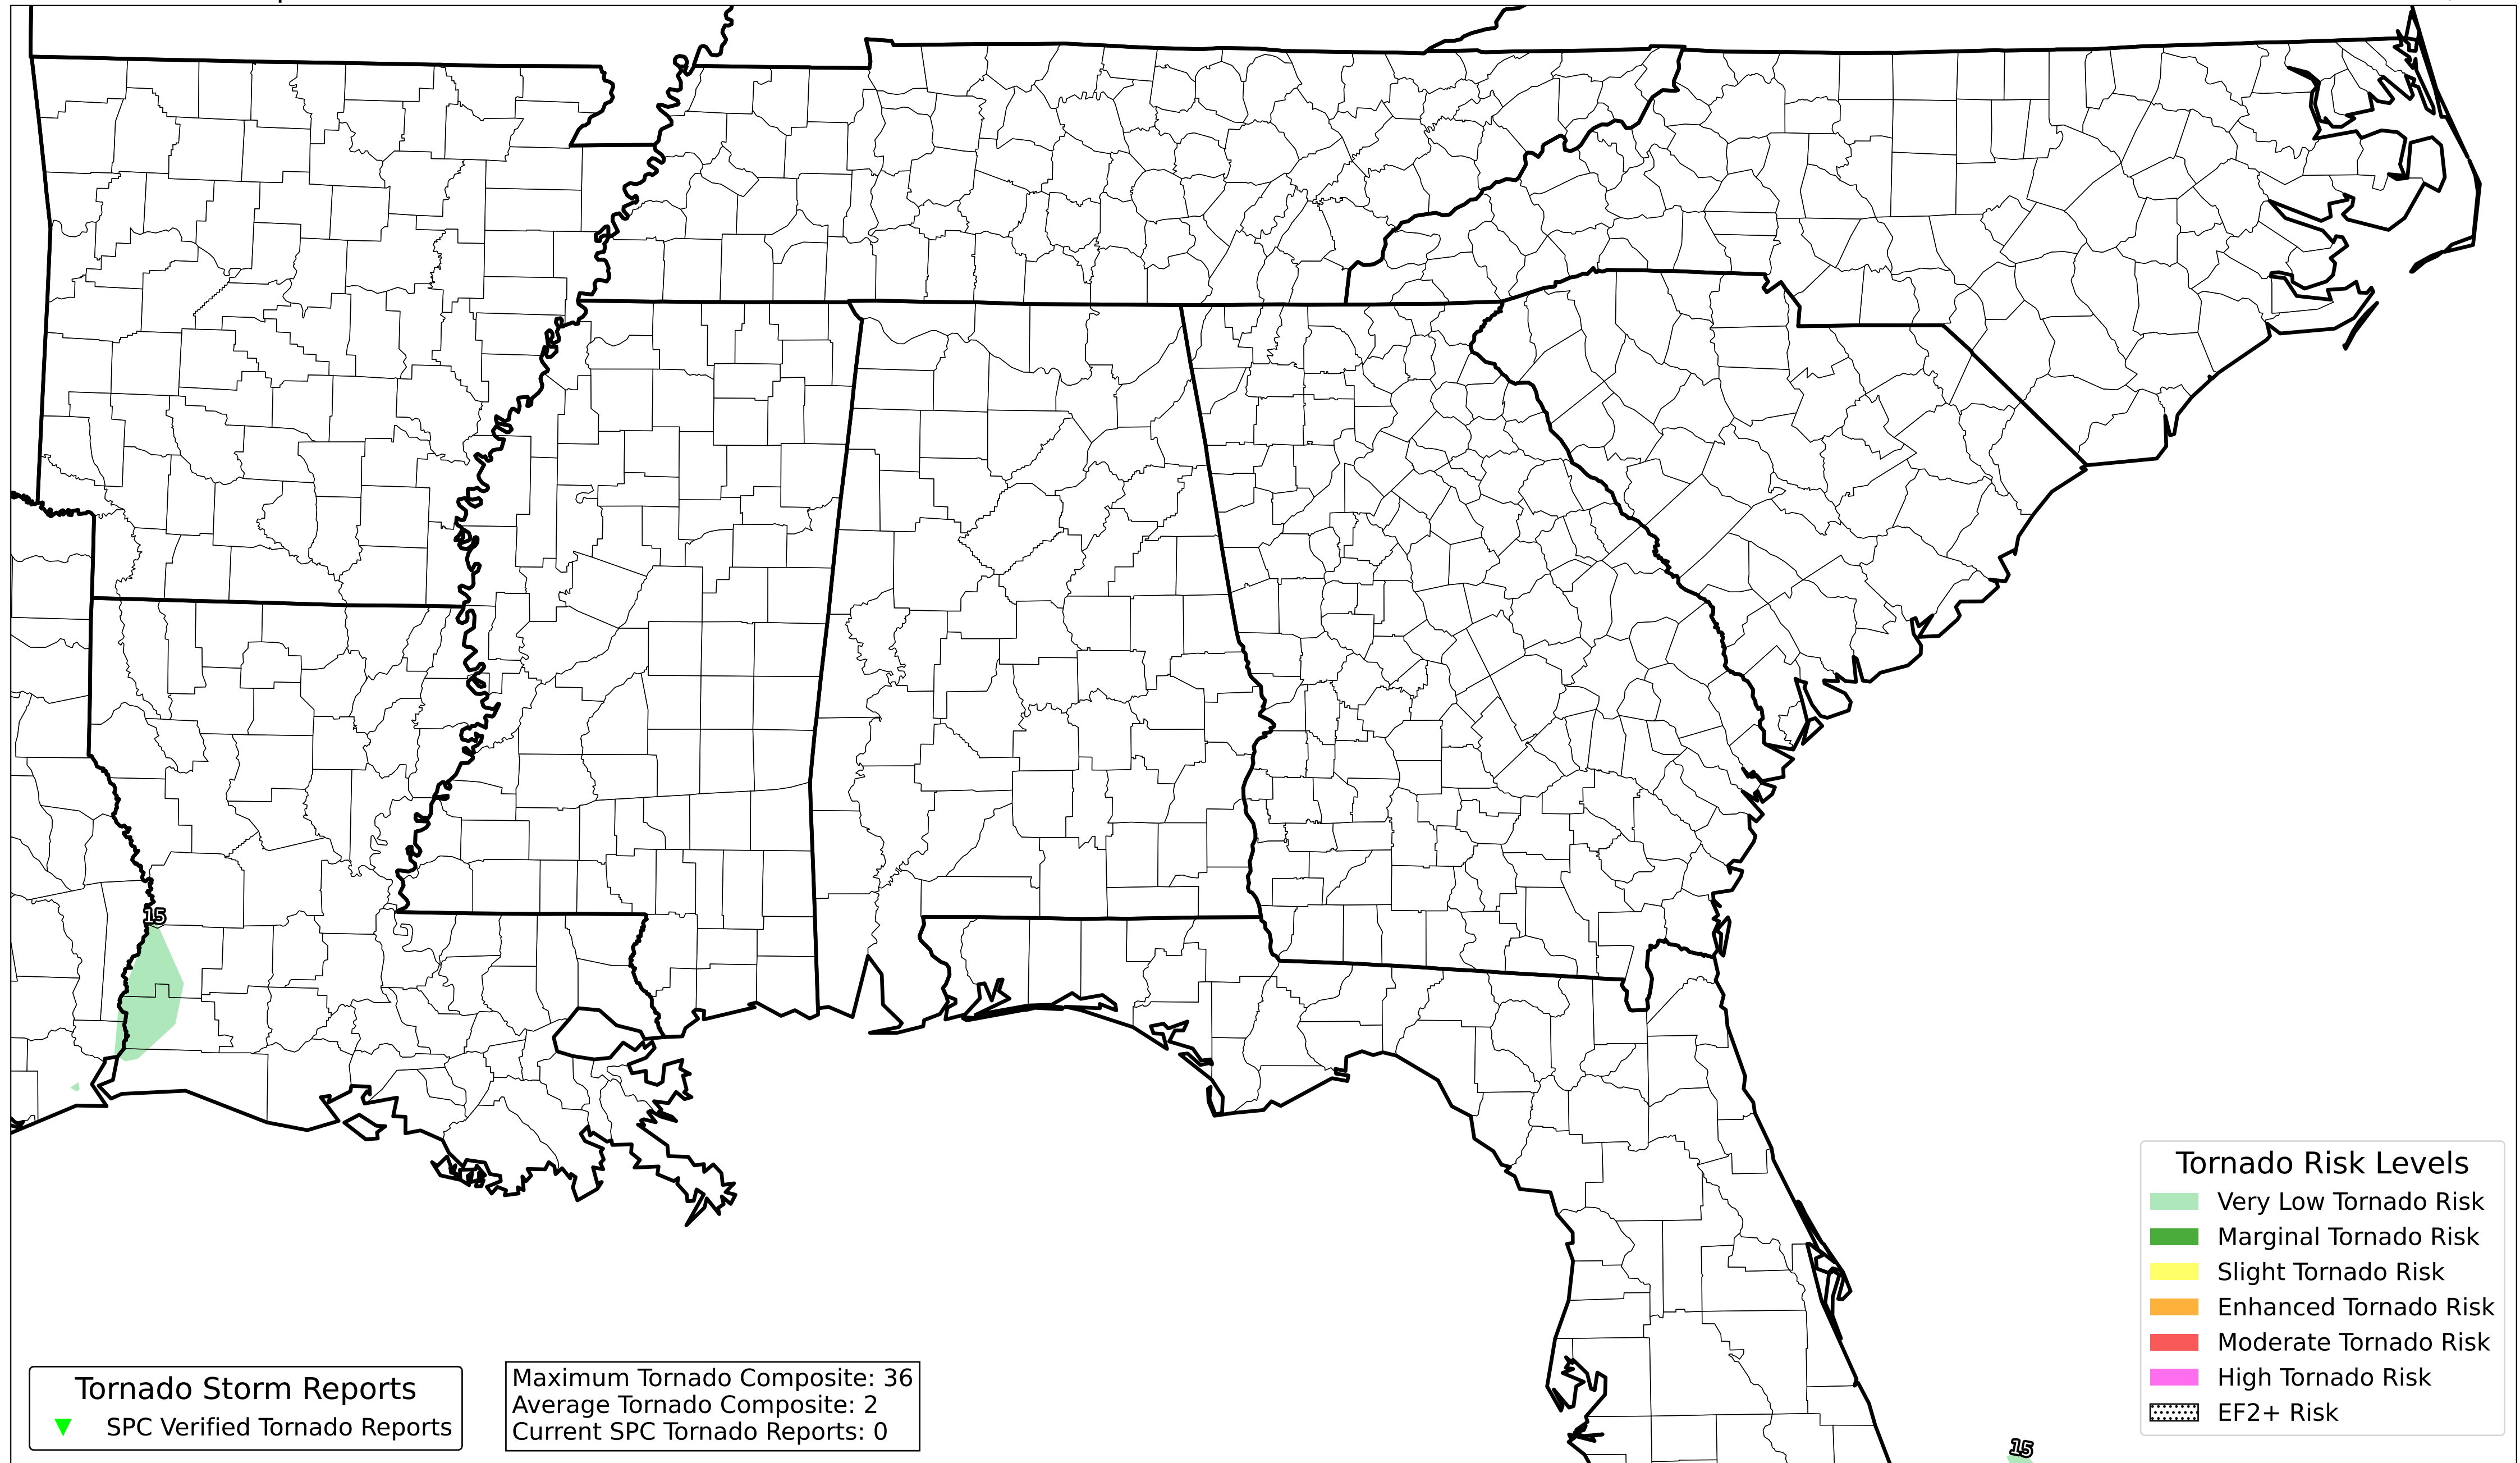 15
Tornado Risk Levels
Very Low Tornado Risk
Marginal Tornado Risk
Slight Tornado Risk
Enhanced Tornado Risk
Moderate Tornado Risk
High Tornado Risk
EF2+ Risk
Tornado Storm Reports
SPC Verified Tornado Reports
Maximum Tornado Composite: 36
Average Tornado Composite: 2
Current SPC Tornado Reports: 0
15